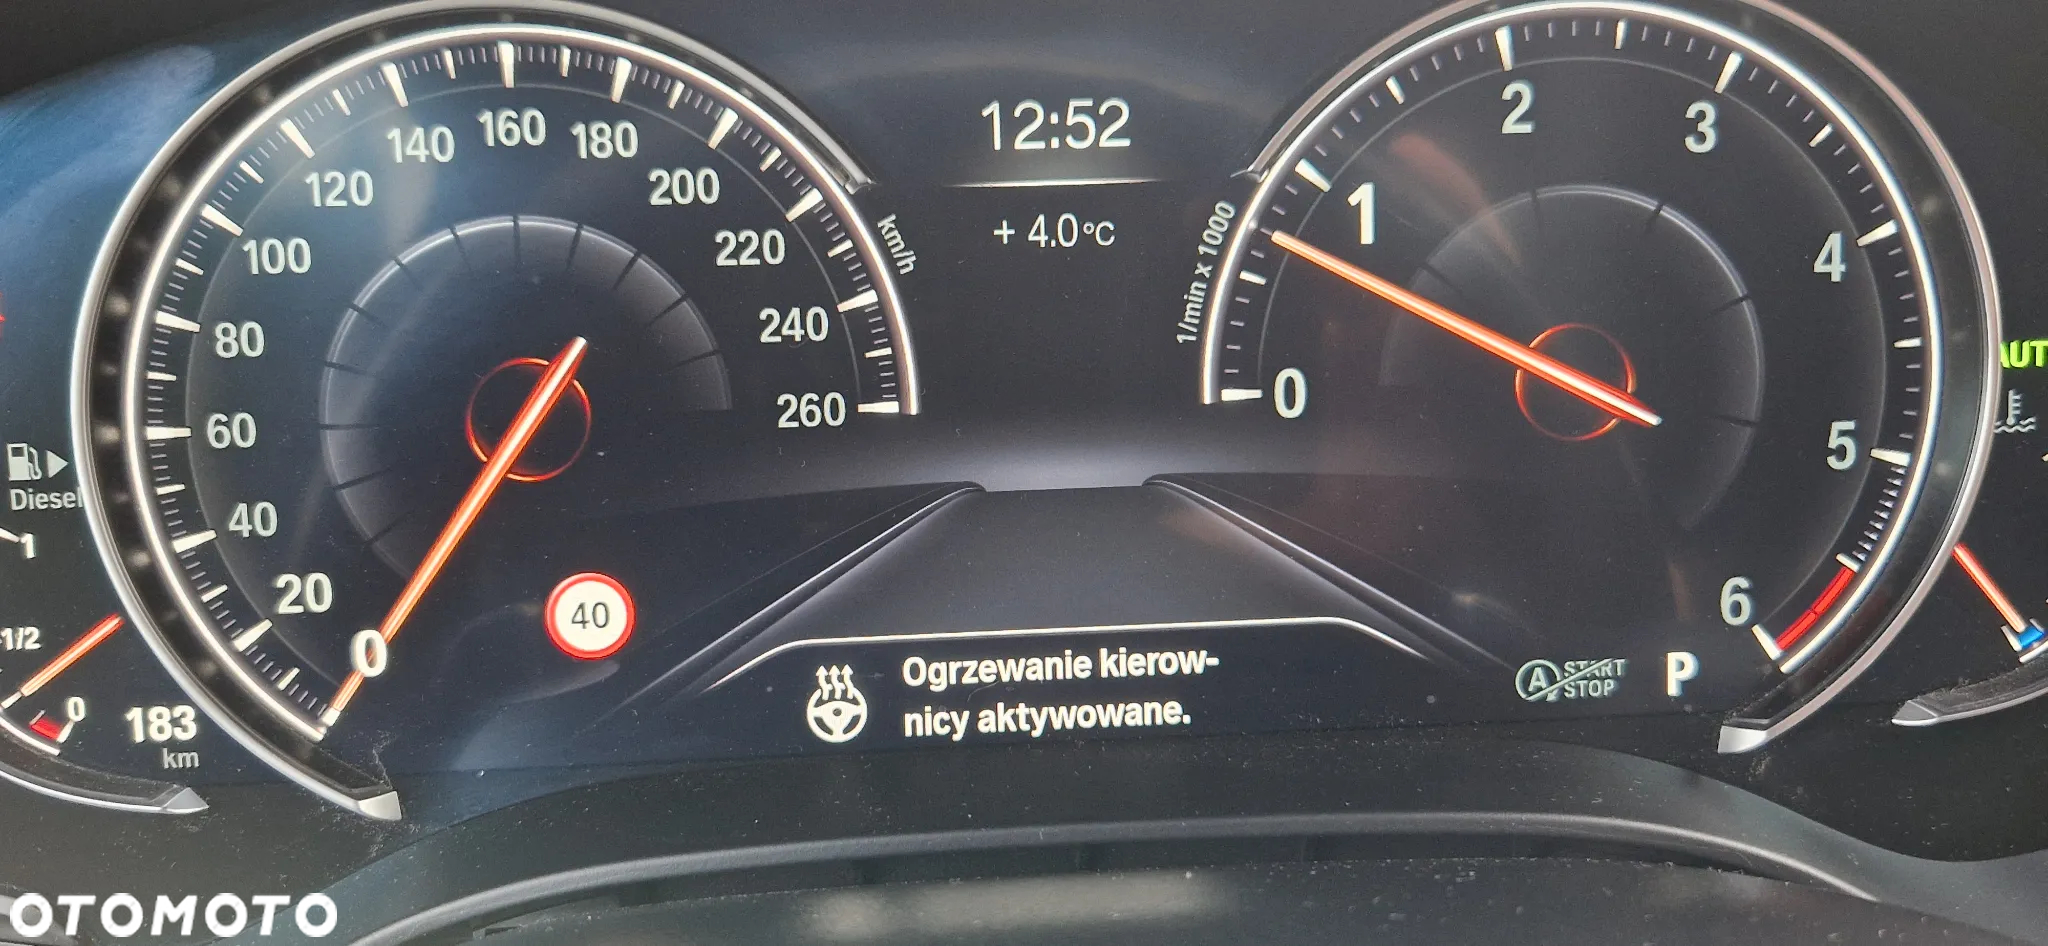 12:52
+ 4.0°C
0
20
40
60
80
100
120
140
160
180
200
220
240
260
km/h
40
1/min x 1000
0
1
2
3
4
5
6
Diesel
1
1/2
0
183
km
Ogrzewanie kierow-
nicy aktywowane.
A
START
STOP
P
AUT
OTOMOTO